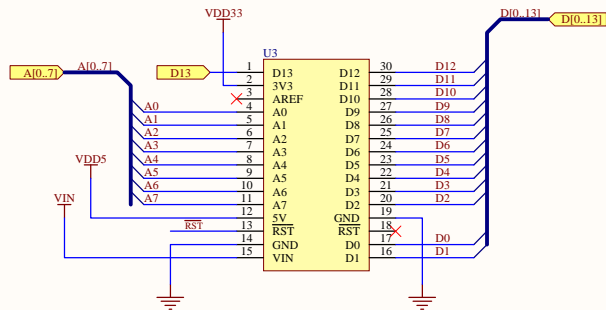 VDD33
D[0..13]
D[0..13]
U3
A[0..7]
A[0..7]
D13
1 D13 D12 30 D12
2 3V3 D11 29 D11
3 AREF D10 28 D10
A0 4 A0 D9 27 D9
A1 5 A1 D8 26 D8
A2 6 A2 D7 25 D7
A3 7 A3 D6 24 D6
A4 8 A4 D5 23 D5
A5 9 A5 D4 22 D4
A6 10 A6 D3 21 D3
A7 11 A7 D2 20 D2
VDD5
12 5V GND 19
VIN
RST 13 RST RST 18
14 GND D0 17 D0
15 VIN D1 16 D1